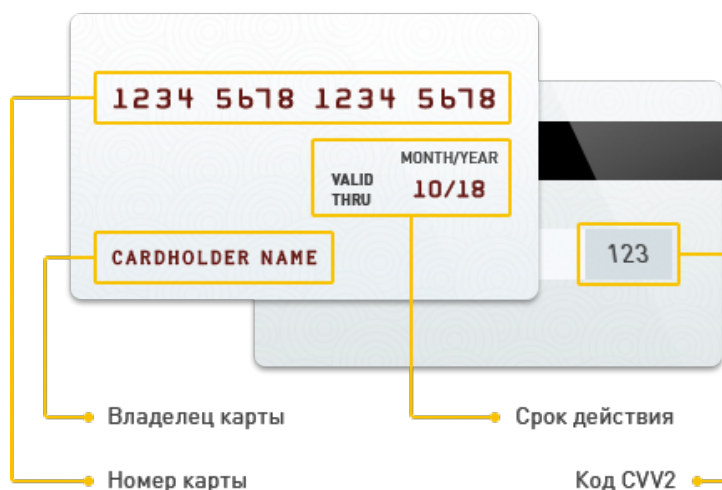 1234 5678 1234 5678
MONTH/YEAR
VALID THRU
10/18
CARDHOLDER NAME
123
Владелец карты
Срок действия
Номер карты
Код CVV2